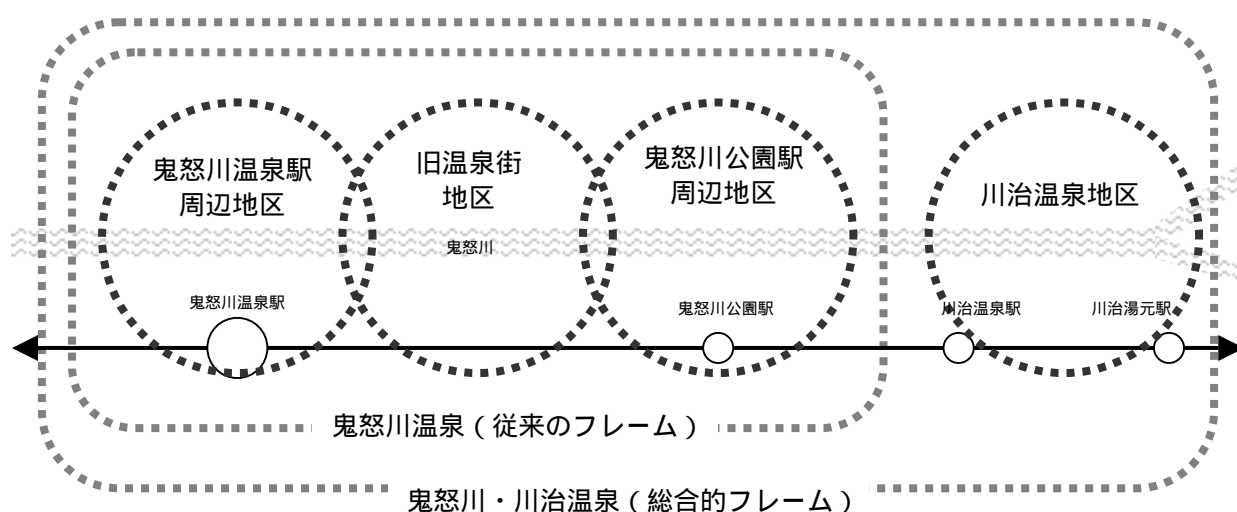 鬼怒川温泉駅
周辺地区
旧温泉街
地区
鬼怒川公園駅
周辺地区
川治温泉地区
鬼怒川
鬼怒川温泉駅
鬼怒川公園駅
川治温泉駅
川治湯元駅
鬼怒川温泉(従来のフレーム)
鬼怒川・川治温泉(総合的フレーム)